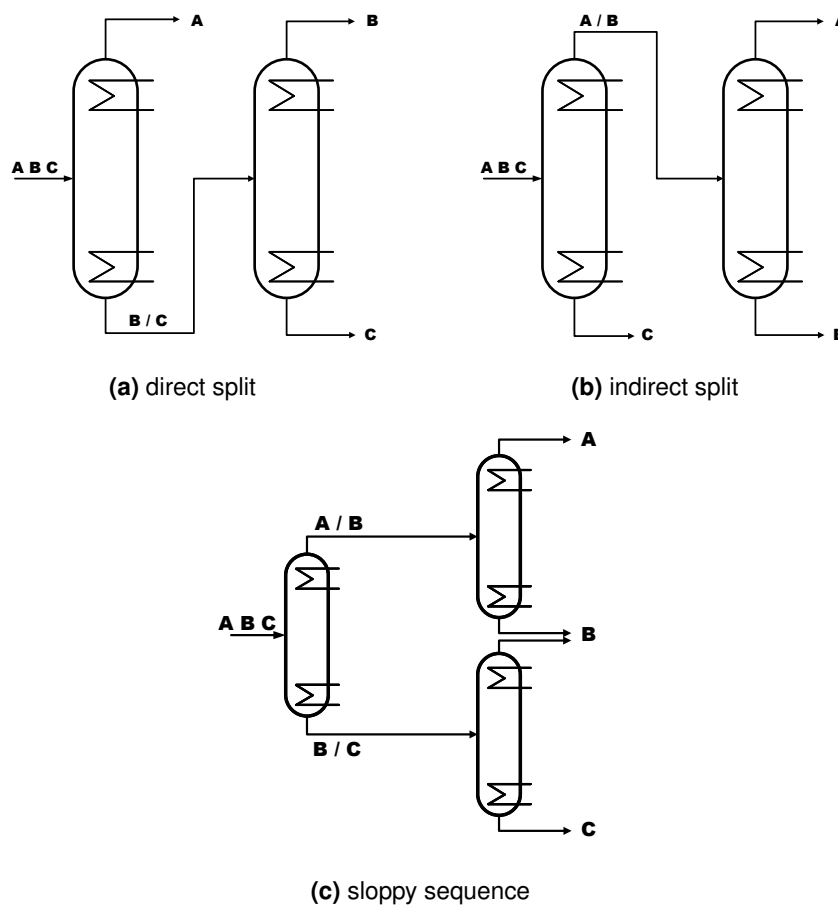 A
B
A / B
A
A B C
A B C
B / C
C
C
B
(a) direct split
(b) indirect split
A
A / B
A B C
B
B / C
C
(c) sloppy sequence